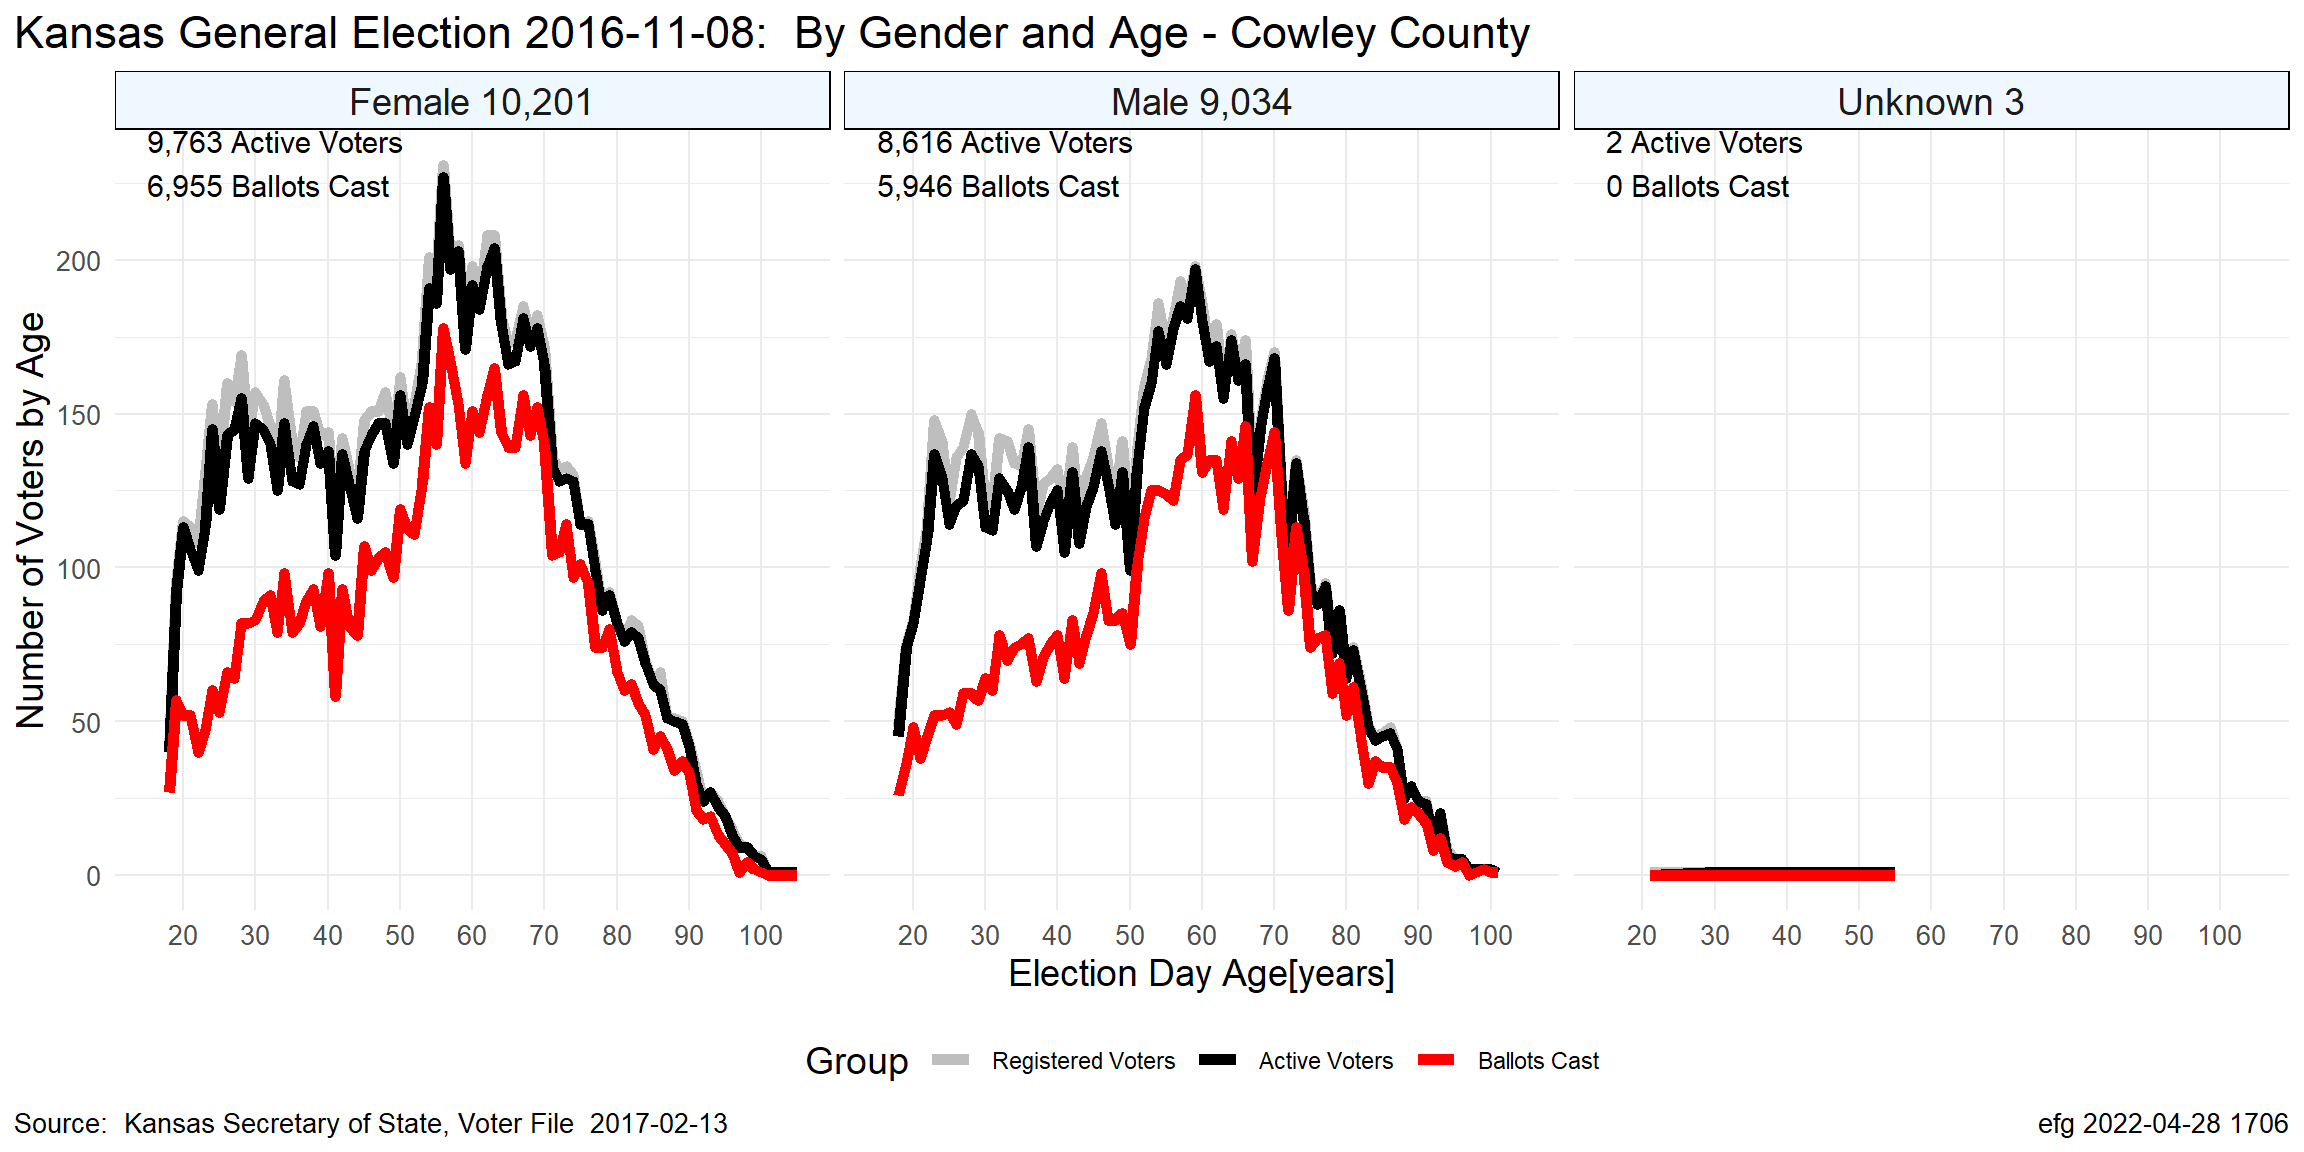 Kansas General Election 2016-11-08:  By Gender and Age - Cowley County
Female 10,201
Male 9,034
Unknown 3
9,763 Active Voters
6,955 Ballots Cast
8,616 Active Voters
5,946 Ballots Cast
2 Active Voters
0 Ballots Cast
Number of Voters by Age
200
150
100
50
0
20 30 40 50 60 70 80 90 100
20 30 40 50 60 70 80 90 100
20 30 40 50 60 70 80 90 100
Election Day Age[years]
Group Registered Voters Active Voters Ballots Cast
Source:  Kansas Secretary of State, Voter File  2017-02-13
efg 2022-04-28 1706